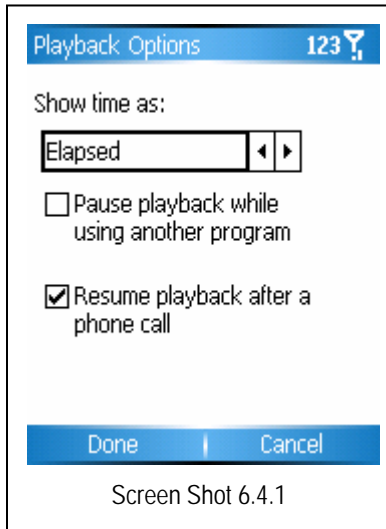 Playback Options 123
Show time as:
Elapsed
Pause playback while
using another program
Resume playback after a
phone call
Done Cancel
Screen Shot 6.4.1